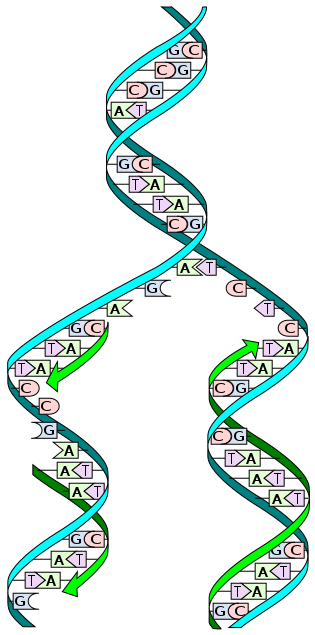 GC
CG
CG
AT
GC
TA
TA
CG
AT
G C
A T
GC C
TA TA
TA TA
C CG
C
G CG
A TA
AT AT
AT AT
GC GC
AT AT
TA TA
G GC